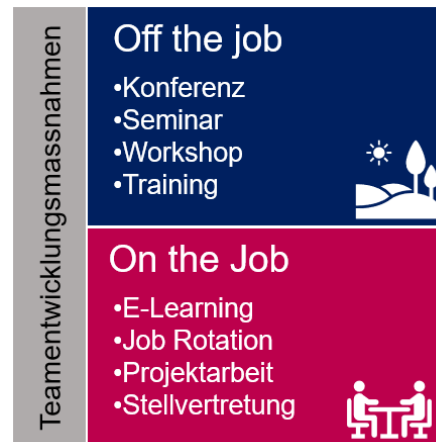 Teamentwicklungsmassnahmen
Off the job
•Konferenz
•Seminar
•Workshop
•Training
On the Job
•E-Learning
•Job Rotation
•Projektarbeit
•Stellvertretung